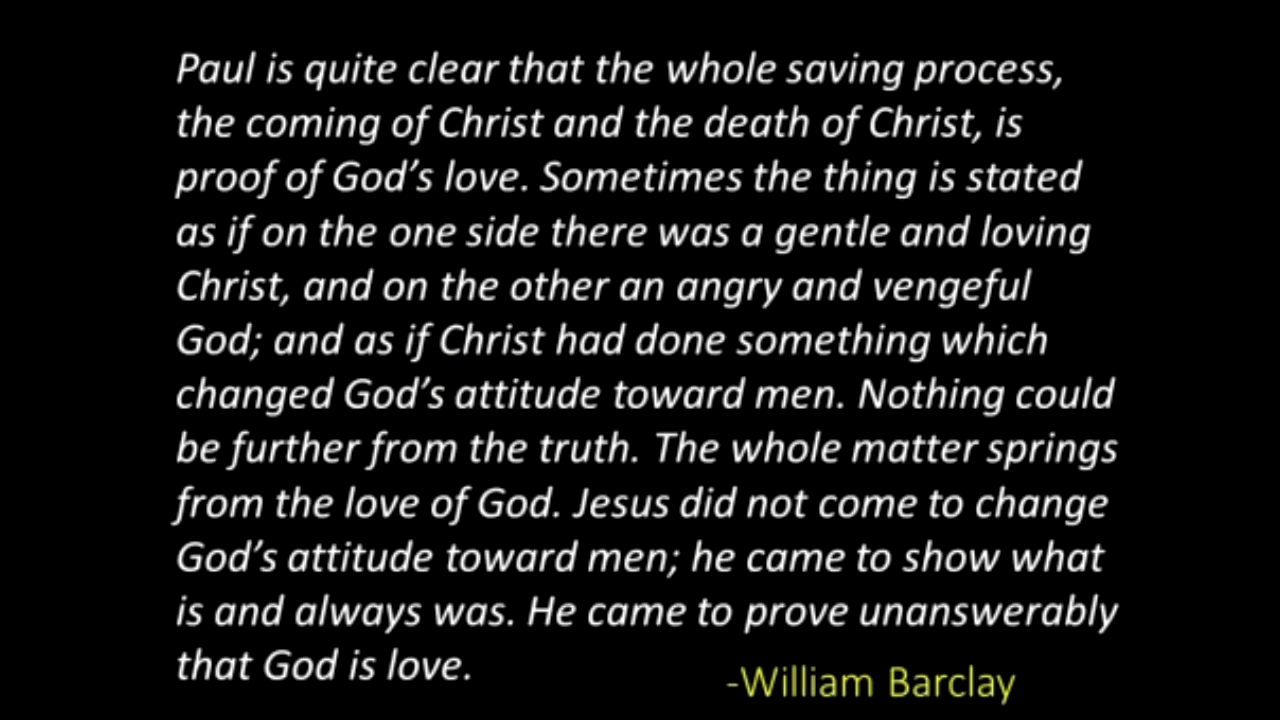 Paul is quite clear that the whole saving process,
the coming of Christ and the death of Christ, is
proof of God’s love. Sometimes the thing is stated
as if on the one side there was a gentle and loving
Christ, and on the other an angry and vengeful
God; and as if Christ had done something which
changed God’s attitude toward men. Nothing could
be further from the truth. The whole matter springs
from the love of God. Jesus did not come to change
God’s attitude toward men; he came to show what
is and always was. He came to prove unanswerably
that God is love.
-William Barclay